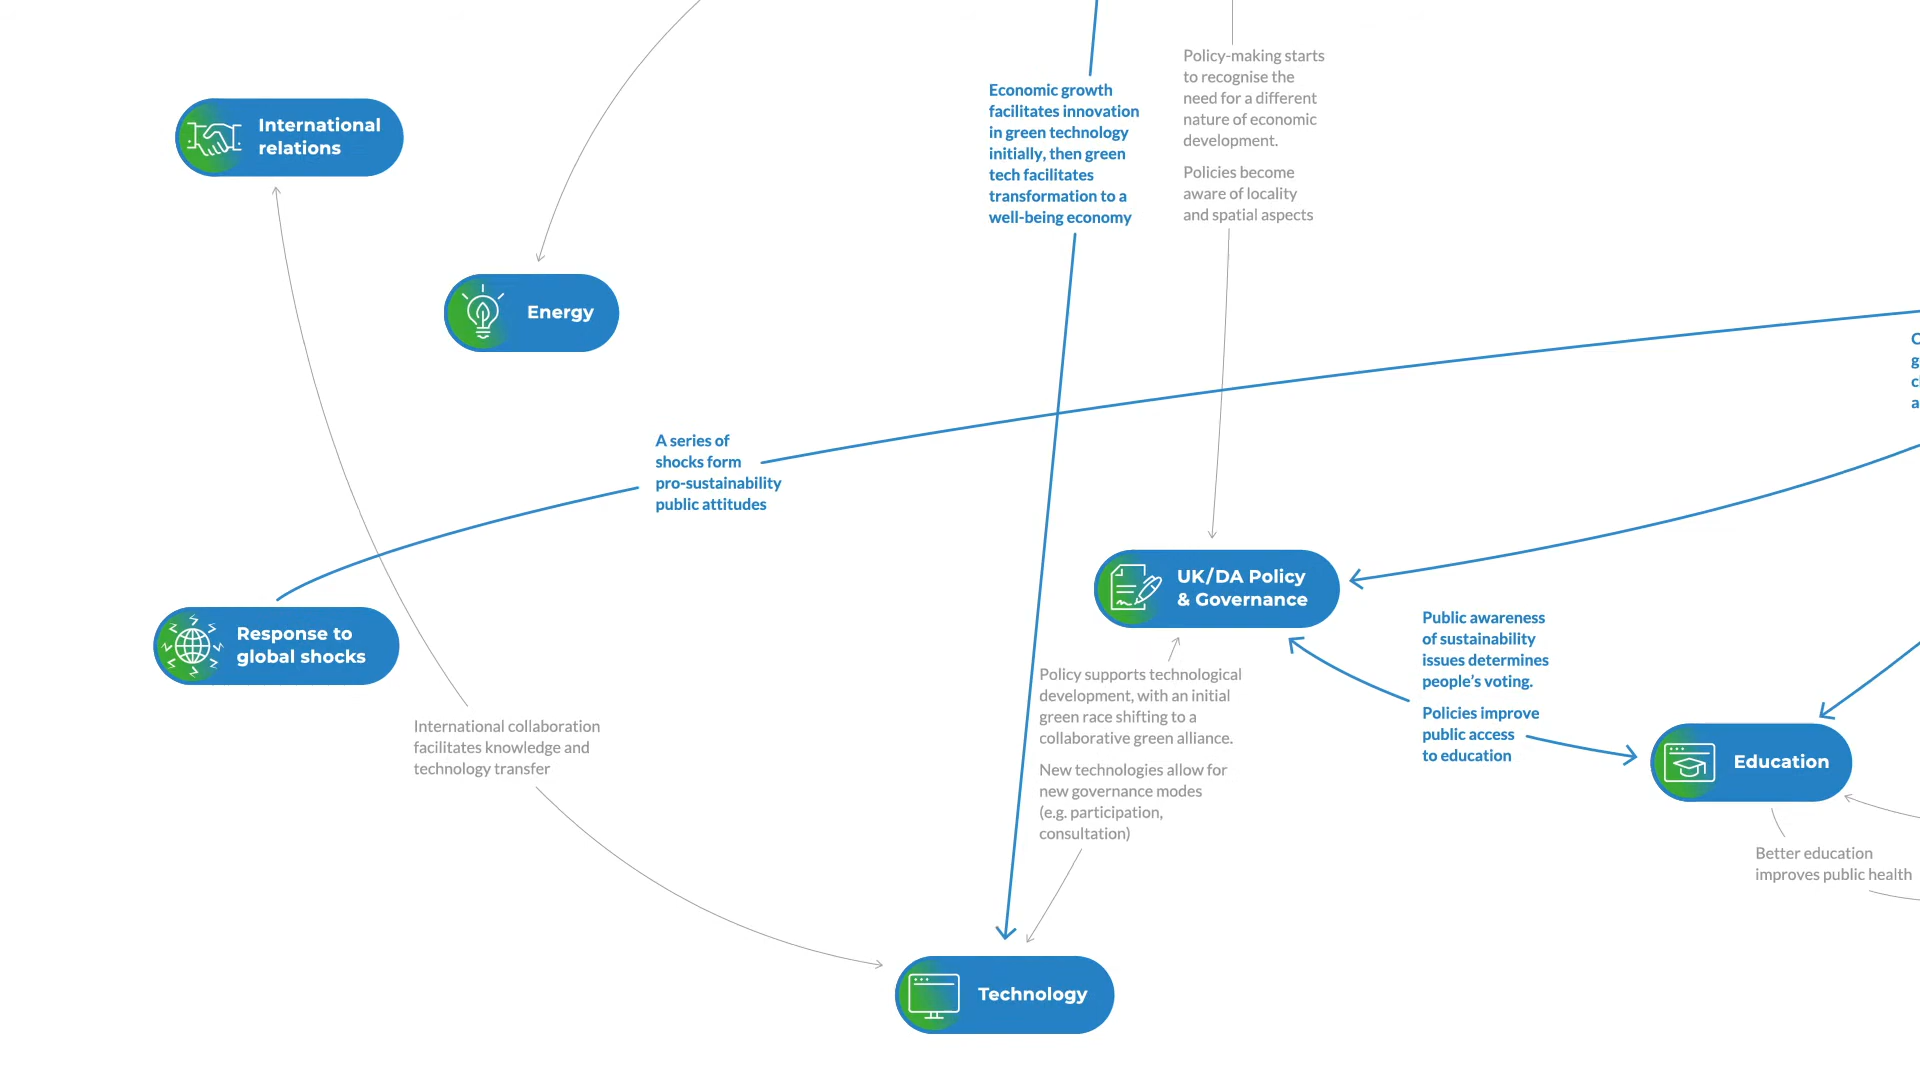 Policy-making starts
to recognise the
need for a different
nature of economic
development.
Policies become
aware of locality
and spatial aspects
Economic growth
facilitates innovation
in green technology
initially, then green
tech facilitates
transformation to a
well-being economy
International
relations
Energy
A series of
shocks form
pro-sustainability
public attitudes
UK/DA Policy
& Governance
Response to
global shocks
Public awareness
of sustainability
issues determines
people's voting.
Policies improve
public access
to education
Policy supports technological
development, with an initial
green race shifting to a
collaborative green alliance.
New technologies allow for
new governance modes
(e.g. participation,
consultation)
International collaboration
facilitates knowledge and
technology transfer
Education
Better education
improves public health
Technology